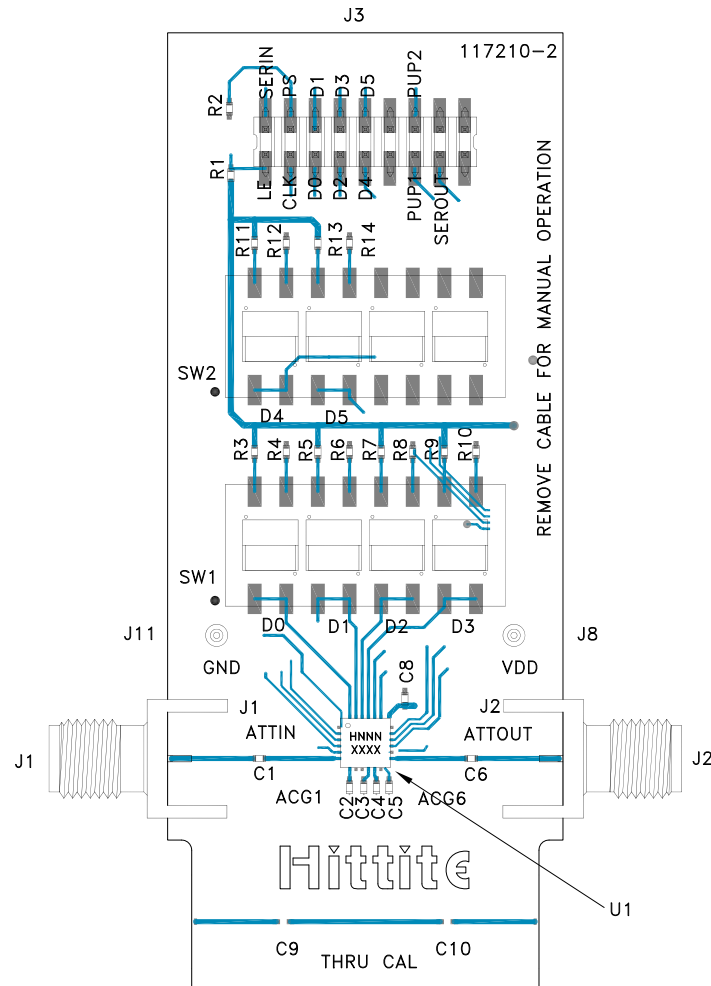 J3
117210-2
SERIN PS D1 D3 D5 PUP2
R2
R1
LE CLK D0 D2 D4 PUP1 SEROUT
R11 R12 R13 R14
REMOVE CABLE FOR MANUAL OPERATION
SW2
D4 D5
R3 R4 R5 R6 R7 R8 R9 R10
SW1
D0 D1 D2 D3
J11 J8
GND VDD
C8
J1 J2
ATTIN ATTOUT
HNNN
XXXX
J1 J2
C1 C6
ACG1 ACG6
C2 C3 C4 C5
Hittite
U1
C9 C10
THRU CAL